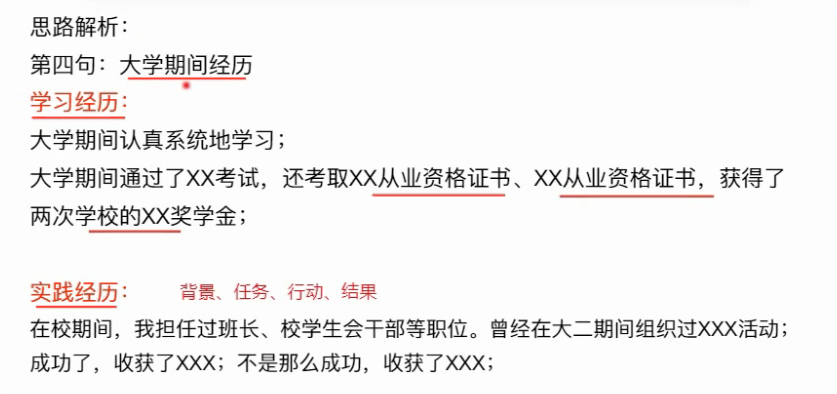 思路解析：
第四句：大学期间经历
学习经历：
大学期间认真系统地学习；
大学期间通过了XX考试，还考取XX从业资格证书、XX从业资格证书，获得了
两次学校的XX奖学金；
实践经历： 背景、任务、行动、结果
在校期间，我担任过班长、校学生会干部等职位。曾经在大二期间组织过XXX活动；
成功了，收获了XXX；不是那么成功，收获了XXX；